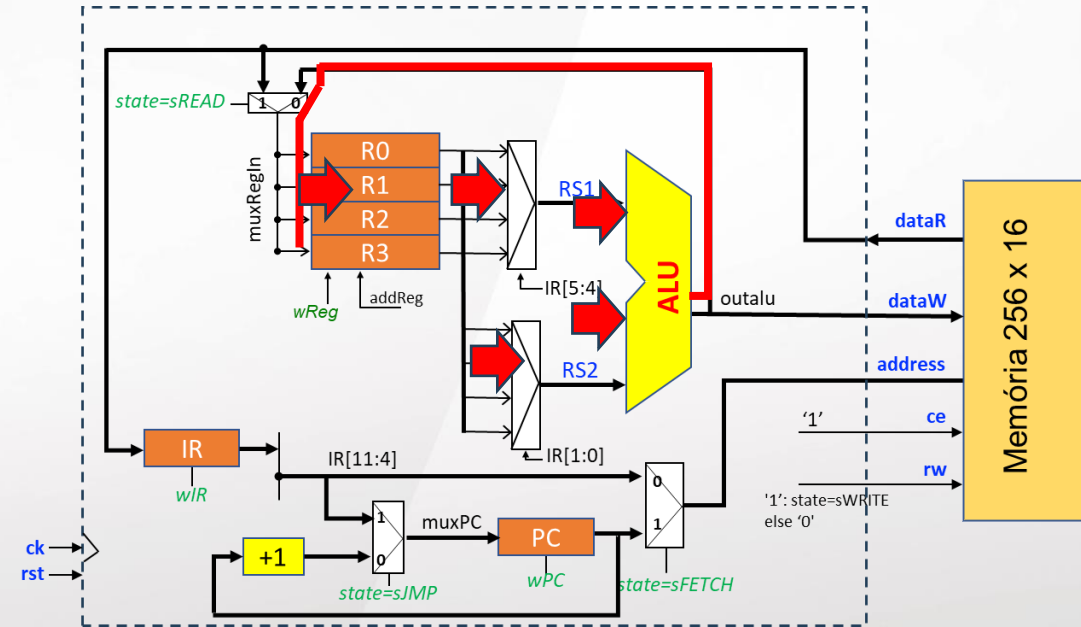 state=sREAD
1
0
muxRegIn
R0
R1
R2
R3
wReg
addReg
RS1
IR[5:4]
RS2
IR[1:0]
ALU
outalu
dataR
dataW
address
ce
rw
'1'
'1': state=sWRITE
else '0'
Memória 256 x 16
IR
wIR
IR[11:4]
1
0
muxPC
PC
wPC
+1
state=sJMP
0
1
state=sFETCH
ck
rst